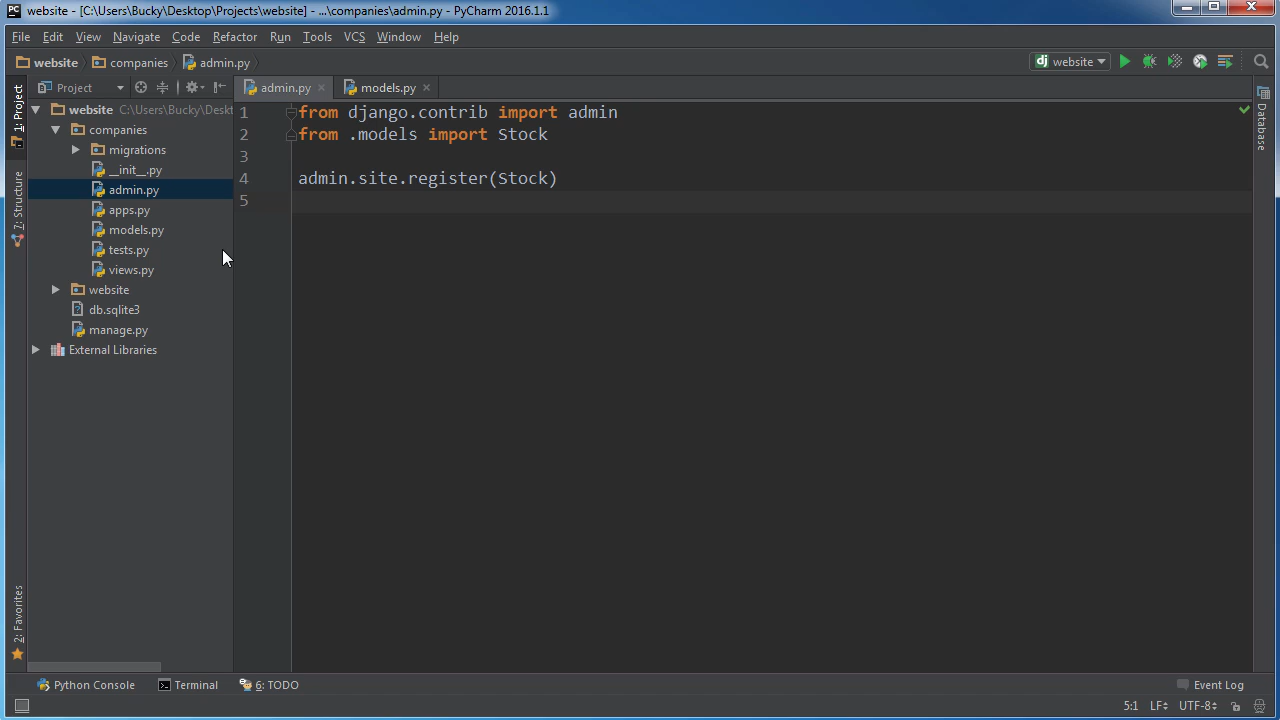 PC website - [C:\Users\Bucky\Desktop\Projects\website] - ...\companies\admin.py - PyCharm 2016.1.1
File Edit View Navigate Code Refactor Run Tools VCS Window Help
website companies admin.py dj website
1: Project
Project
admin.py models.py
website C:\Users\Bucky\Deskt
companies
migrations
__init__.py
admin.py
apps.py
models.py
tests.py
views.py
website
db.sqlite3
manage.py
External Libraries
1 from django.contrib import admin
2 from .models import Stock
3
4 admin.site.register(Stock)
5
Database
7: Structure
2: Favorites
Python Console Terminal 6: TODO Event Log
5:1 LF UTF-8